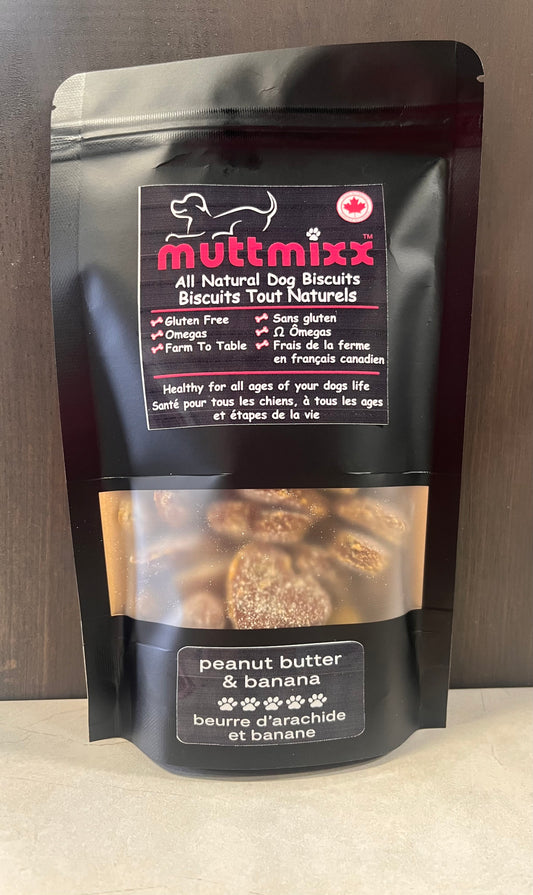 muttmixx TM
All Natural Dog Biscuits
Biscuits Tout Naturels
Gluten Free
Omegas
Farm To Table
Sans gluten
Ω Ômegas
Frais de la ferme
en français canadien
Healthy for all ages of your dogs life
Santé pour tous les chiens, à tous les ages
et étapes de la vie
peanut butter
& banana
beurre d'arachide
et banane